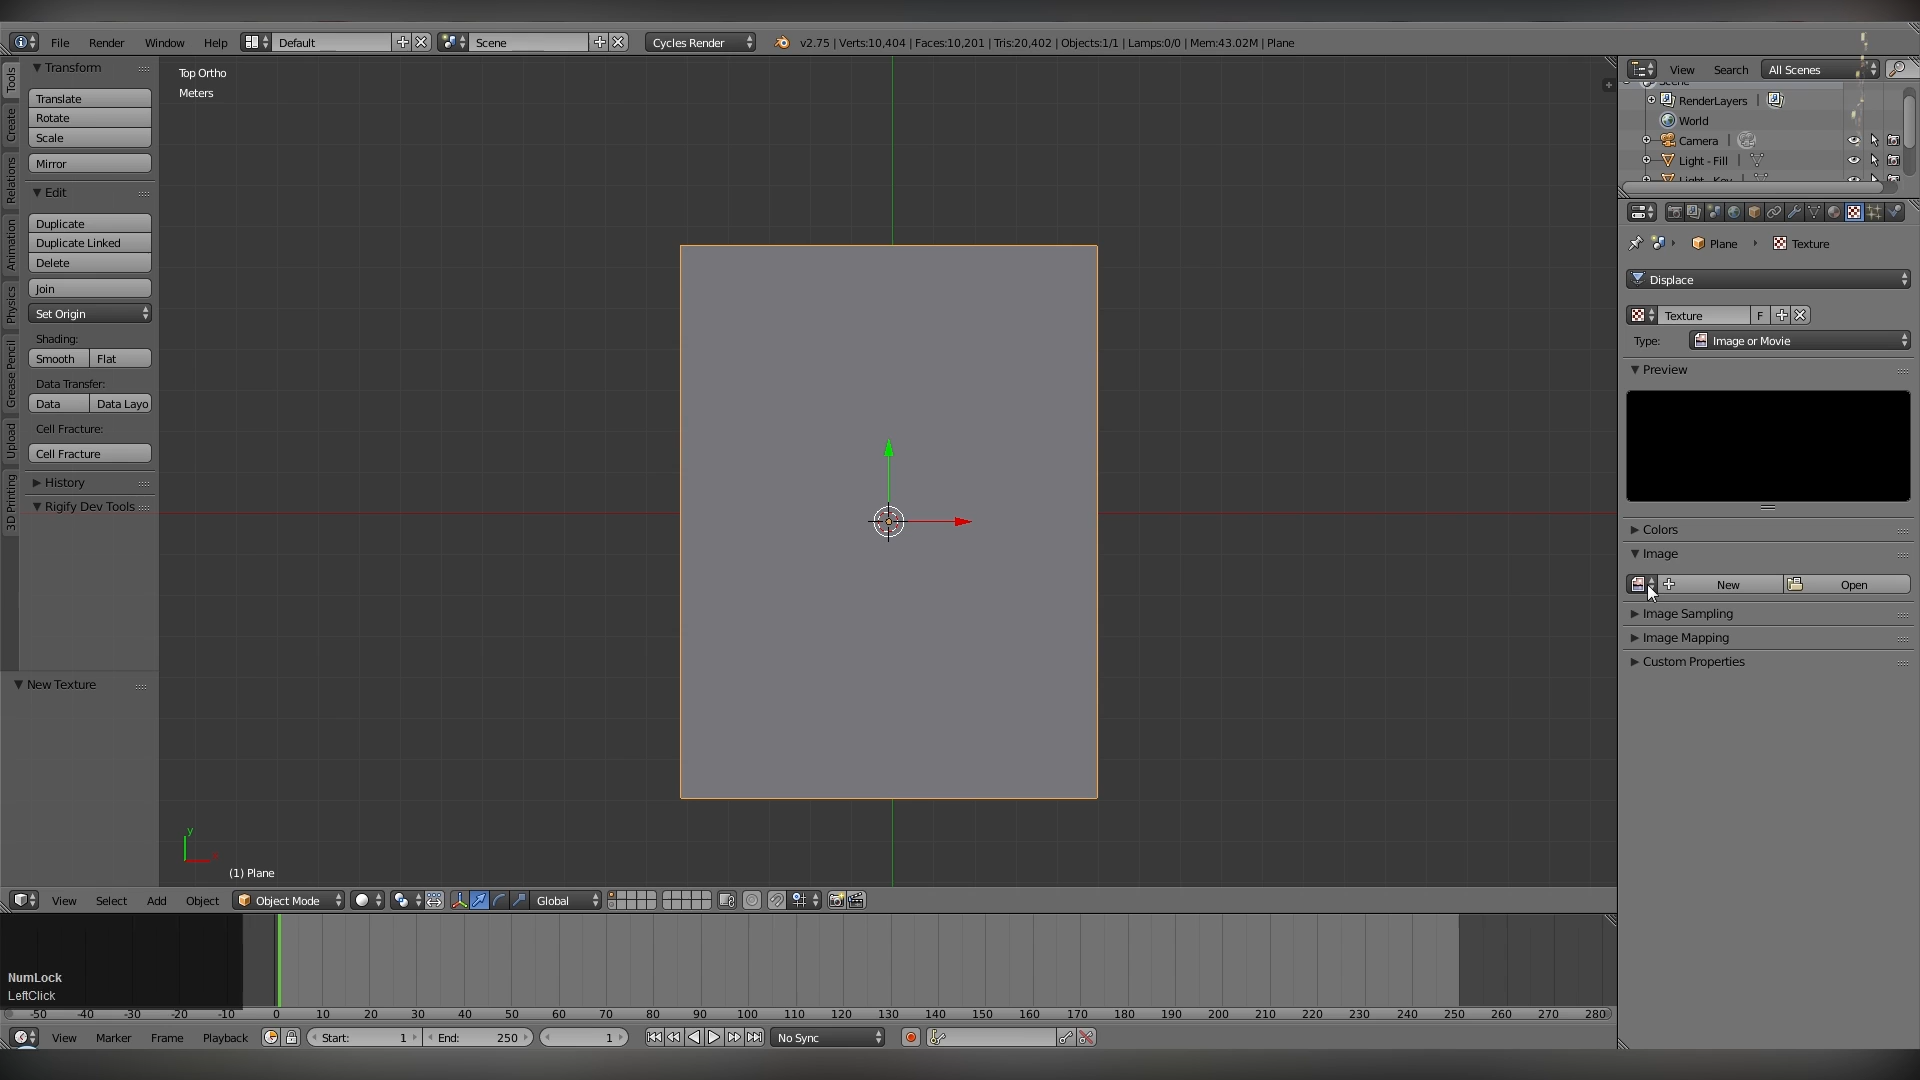 File Render Window Help Default Scene Cycles Render v2.75 | Verts:10,404 | Faces:10,201 | Tris:20,402 | Objects:1/1 | Lamps:0/0 | Mem:43.02M | Plane
Tools
Create
Relations
Animation
Physics
Grease Pencil
Upload
3D Printing
Transform
Translate
Rotate
Scale
Mirror
Edit
Duplicate
Duplicate Linked
Delete
Join
Set Origin
Shading:
Smooth Flat
Data Transfer:
Data Data Layo
Cell Fracture:
Cell Fracture
History
Rigify Dev Tools
New Texture
Top Ortho
Meters
y
(1) Plane
View Search All Scenes
Scene
RenderLayers |
World
Camera |
Light - Fill |
Light - Key
Plane Texture
Displace
Texture F
Type: Image or Movie
Preview
Colors
Image
New Open
Image Sampling
Image Mapping
Custom Properties
View Select Add Object Object Mode Global
NumLock
LeftClick
-50 -40 -30 -20 -10 0 10 20 30 40 50 60 70 80 90 100 110 120 130 140 150 160 170 180 190 200 210 220 230 240 250 260 270 280
View Marker Frame Playback Start: 1 End: 250 1 No Sync